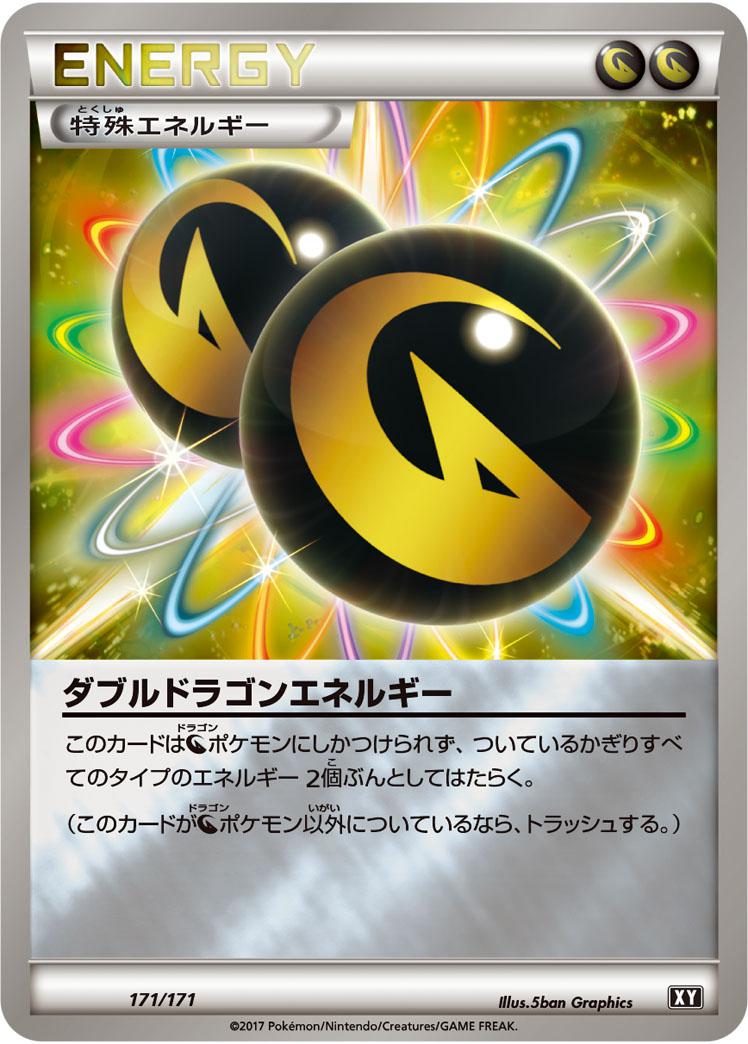 ENERGY
とくしゅ
特殊エネルギー
ダブルドラゴンエネルギー
ドラゴン
このカードはポケモンにしかつけられず、ついているかぎりすべ
こ
てのタイプのエネルギー 2個ぶんとしてはたらく。
ドラゴン いがい
（このカードがポケモン以外についているなら、トラッシュする。）
171/171 Illus.5ban Graphics XY
©2017 Pokémon/Nintendo/Creatures/GAME FREAK.